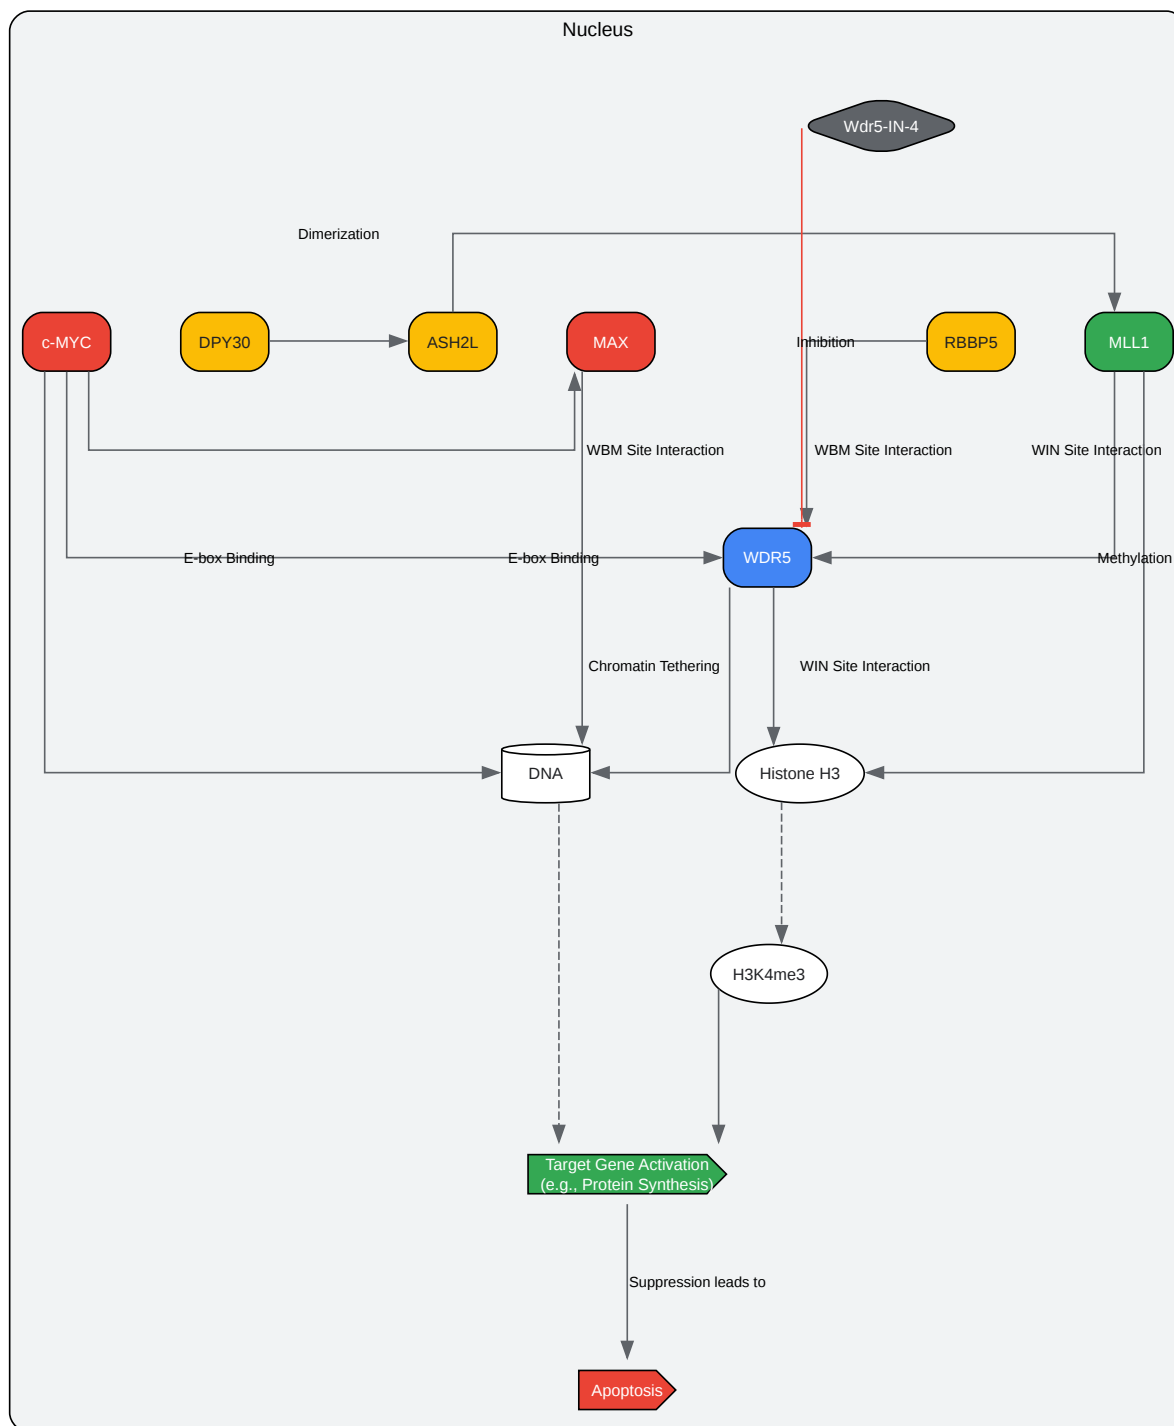 Nucleus
Wdr5-IN-4
Dimerization
c-MYC
DPY30
ASH2L
MAX
Inhibition
RBBP5
MLL1
WBM Site Interaction
WBM Site Interaction
WIN Site Interaction
E-box Binding
E-box Binding
WDR5
Methylation
Chromatin Tethering
WIN Site Interaction
DNA
Histone H3
H3K4me3
Target Gene Activation
(e.g., Protein Synthesis)
Suppression leads to
Apoptosis